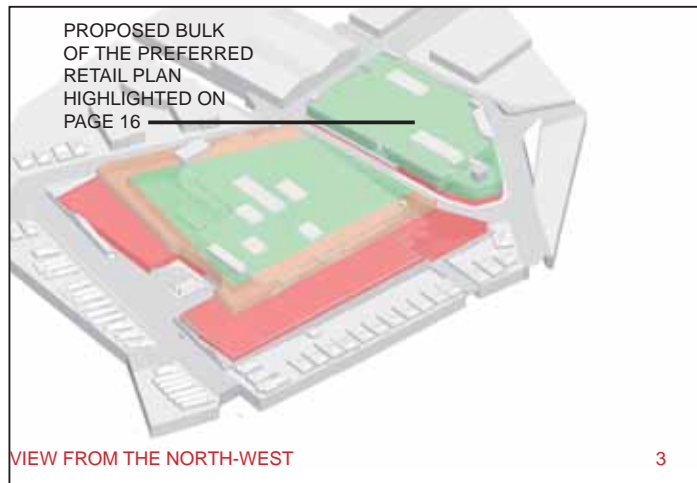 PROPOSED BULK
OF THE PREFERRED
RETAIL PLAN
HIGHLIGHTED ON
PAGE 16
VIEW FROM THE NORTH-WEST 3